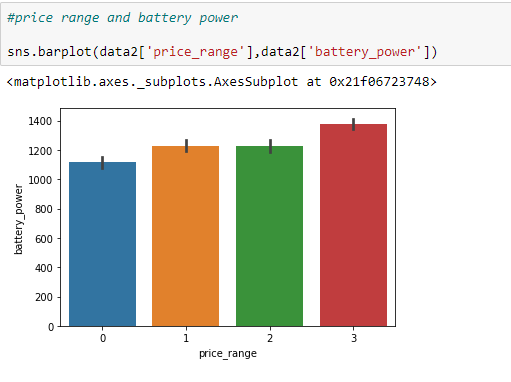 #price range and battery power
sns.barplot(data2['price_range'],data2['battery_power'])
<matplotlib.axes._subplots.AxesSubplot at 0x21f06723748>
1400
1200
1000
800
600
400
200
0
battery_power
0 1 2 3
price_range